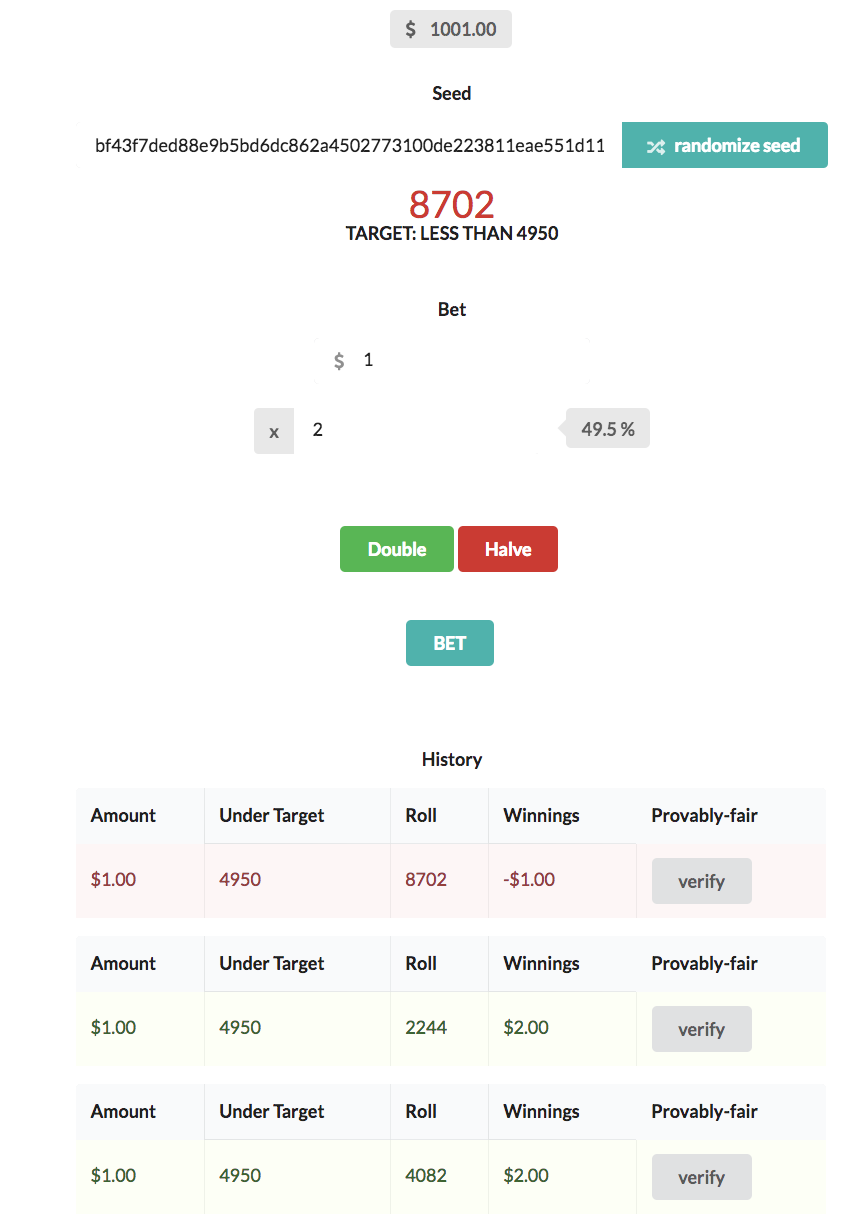 $ 1001.00
Seed
bf43f7ded88e9b5bd6dc862a4502773100de223811eae551d11
randomize seed
8702
TARGET: LESS THAN 4950
Bet
$ 1
x 2 49.5 %
Double Halve
BET
History
Amount Under Target Roll Winnings Provably-fair
$1.00 4950 8702 -$1.00 verify
Amount Under Target Roll Winnings Provably-fair
$1.00 4950 2244 $2.00 verify
Amount Under Target Roll Winnings Provably-fair
$1.00 4950 4082 $2.00 verify